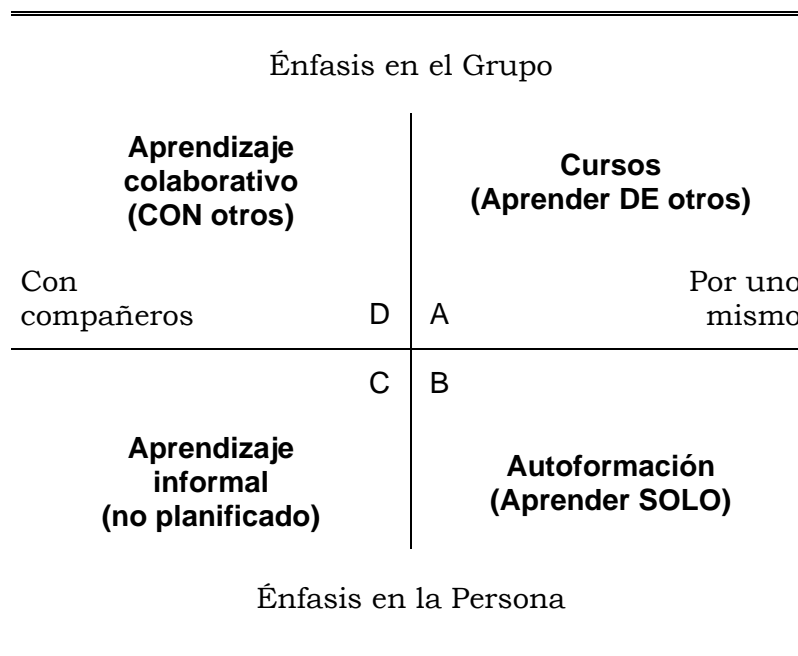 Énfasis en el Grupo
Aprendizaje
colaborativo
(CON otros)
Cursos
(Aprender DE otros)
Con
compañeros
D
A
Por uno
mismo
C
B
Aprendizaje
informal
(no planificado)
Autoformación
(Aprender SOLO)
Énfasis en la Persona